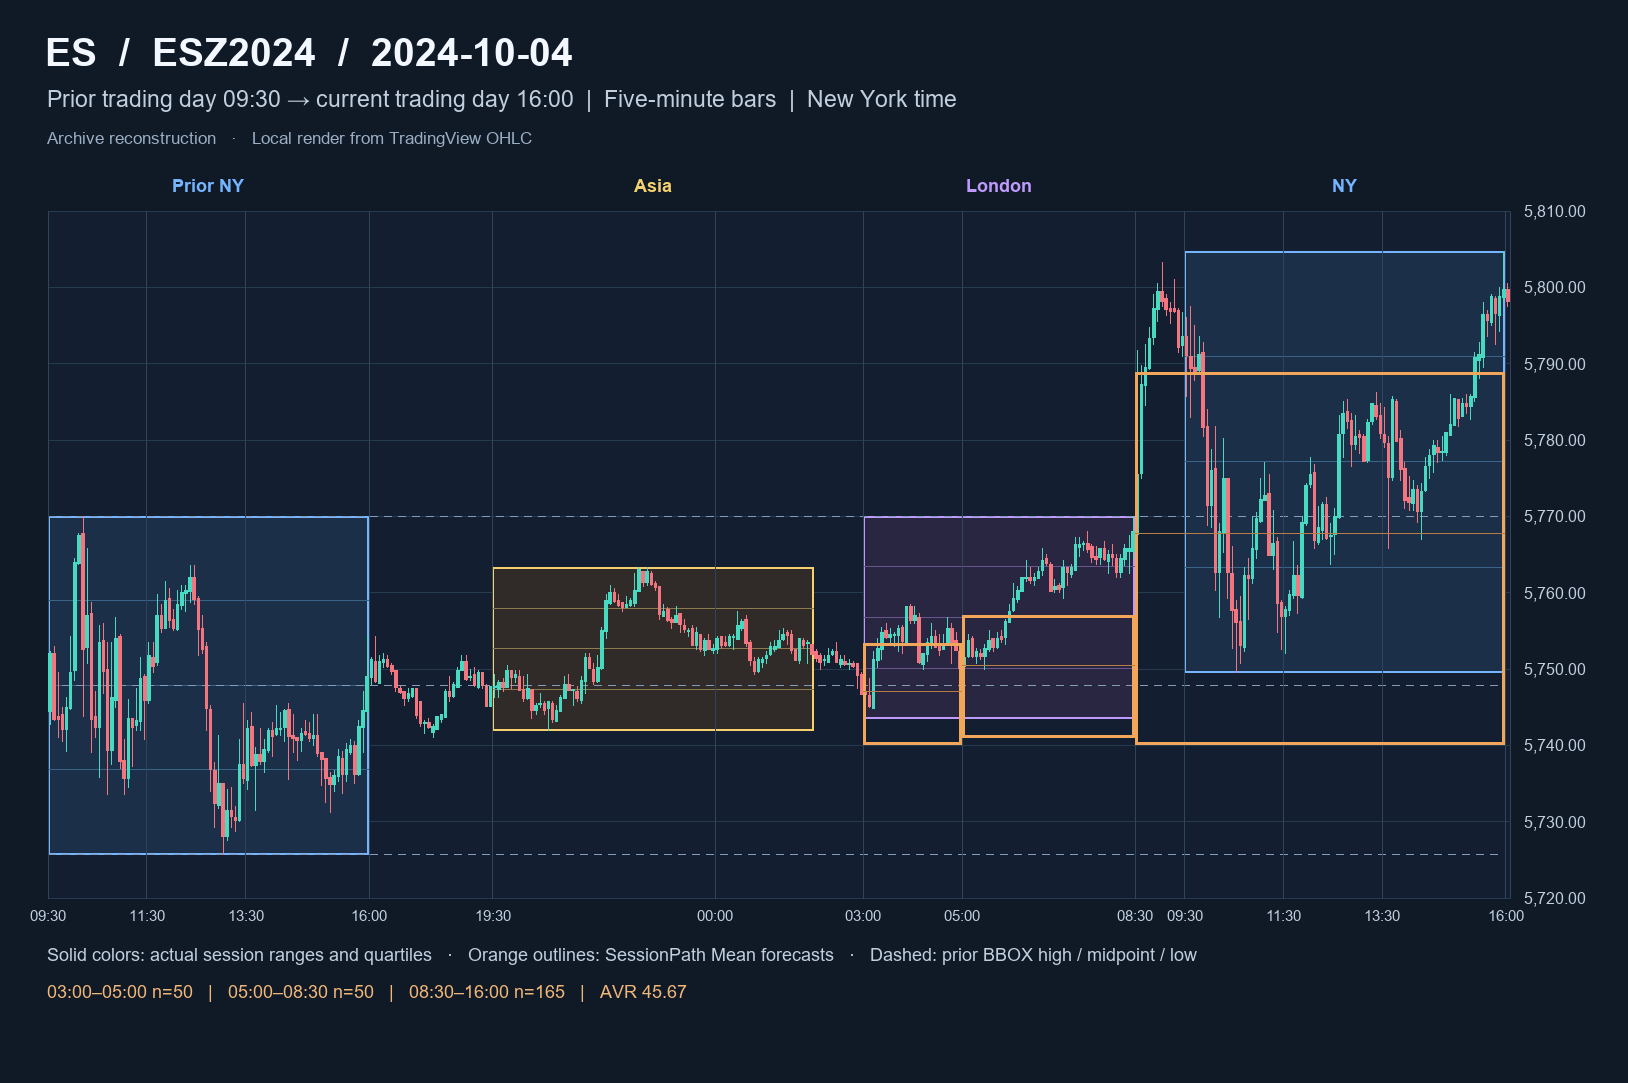 ES / ESZ2024 / 2024-10-04
Prior trading day 09:30 → current trading day 16:00 | Five-minute bars | New York time
Archive reconstruction · Local render from TradingView OHLC
Prior NY Asia London NY
5,810.00
5,800.00
5,790.00
5,780.00
5,770.00
5,760.00
5,750.00
5,740.00
5,730.00
5,720.00
09:30 11:30 13:30 16:00 19:30 00:00 03:00 05:00 08:30 09:30 11:30 13:30 16:00
Solid colors: actual session ranges and quartiles · Orange outlines: SessionPath Mean forecasts · Dashed: prior BBOX high / midpoint / low
03:00–05:00 n=50 | 05:00–08:30 n=50 | 08:30–16:00 n=165 | AVR 45.67